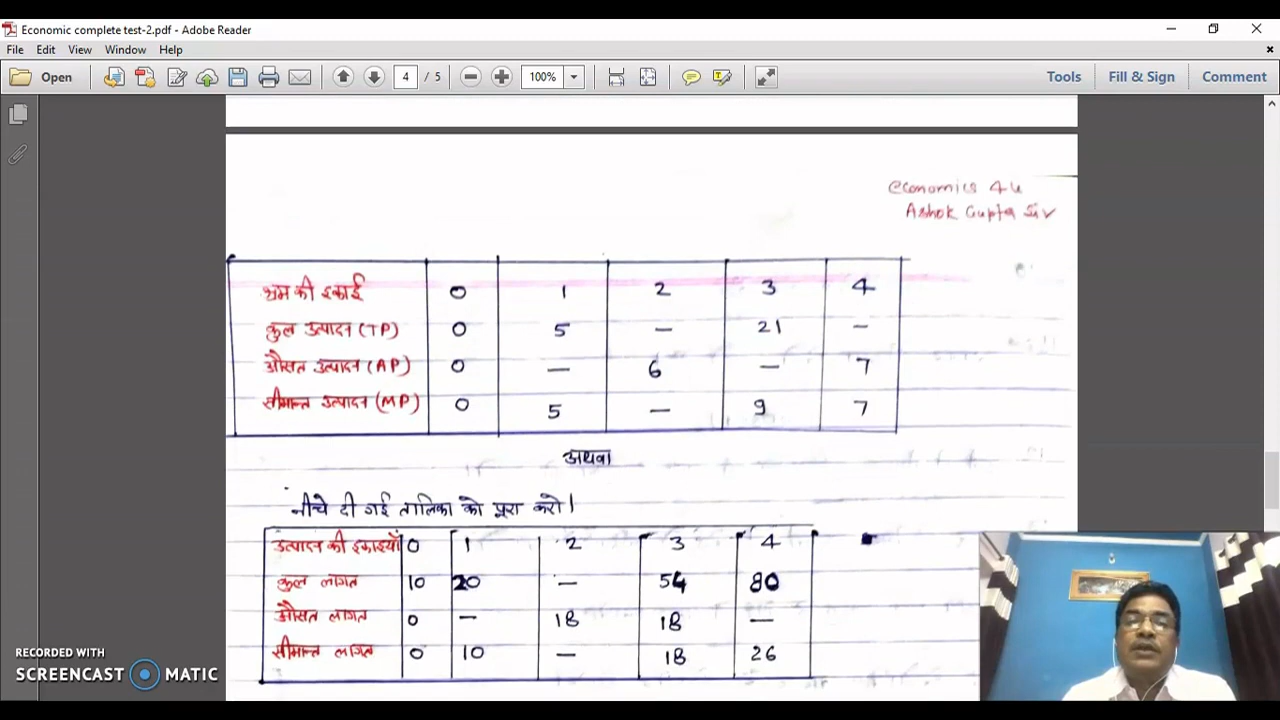 Economic complete test-2.pdf - Adobe Reader
File Edit View Window Help
Open 4 / 5 100% Tools Fill & Sign Comment
economics 4u
Ashok Gupta Sir
श्रम की इकाई 0 1 2 3 4
कुल उत्पादन (TP) 0 5 — 21 —
औसत उत्पादन (AP) 0 — 6 — 7
सीमान्त उत्पादन (MP) 0 5 — 9 7
अथवा
नीचे दी गई तालिका को पूरा करो।
उत्पादन की इकाइयाँ 0 1 2 3 4
कुल लागत 10 20 — 54 80
औसत लागत 0 — 18 18 —
सीमान्त लागत 0 10 — 18 26
RECORDED WITH
SCREENCAST MATIC